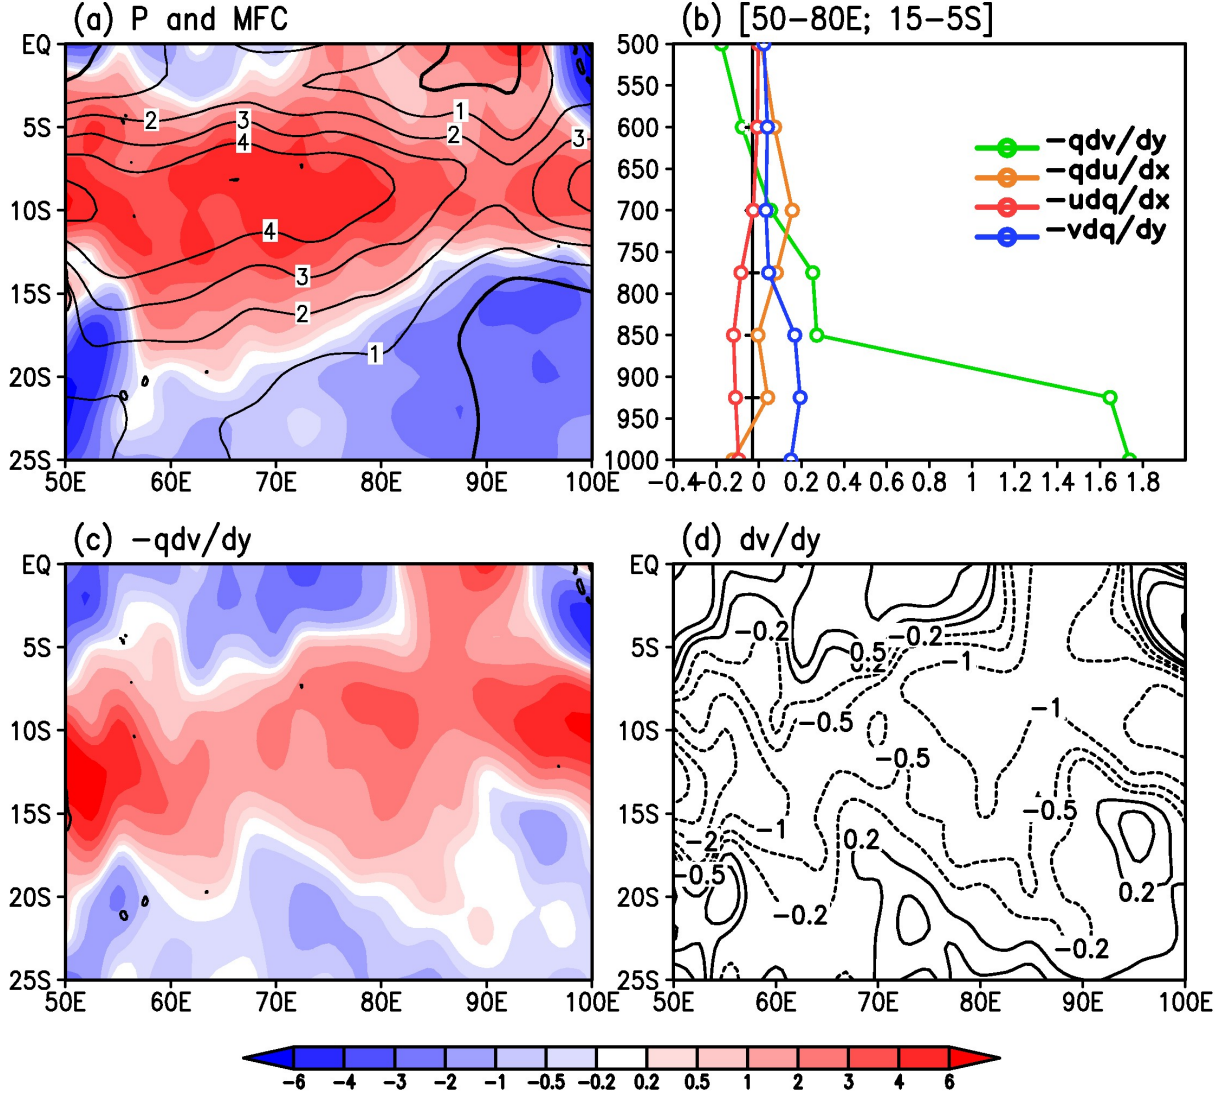 (a) P and MFC
(b) [50−80E; 15−5S]
EQ
5S
10S
15S
20S
25S
50E 60E 70E 80E 90E 100E
1
2 3 2 3
4
4
3
2
1
500
550
600
650
700
750
800
850
900
950
1000
−0.4 −0.2 0 0.2 0.4 0.6 0.8 1 1.2 1.4 1.6 1.8
−qdv/dy
−qdu/dx
−udq/dx
−vdq/dy
(c) −qdv/dy
(d) dv/dy
EQ
5S
10S
15S
20S
25S
50E 60E 70E 80E 90E 100E
EQ
5S
10S
15S
20S
25S
50E 60E 70E 80E 90E 100E
−0.2 −0.2
0.5 −1
0.2
−0.5 −1
−0.5
−0.5
−1 0.2
−2
−0.5 0.2
−0.2
−0.2
−6 −4 −3 −2 −1 −0.5 −0.2 0.2 0.5 1 2 3 4 6